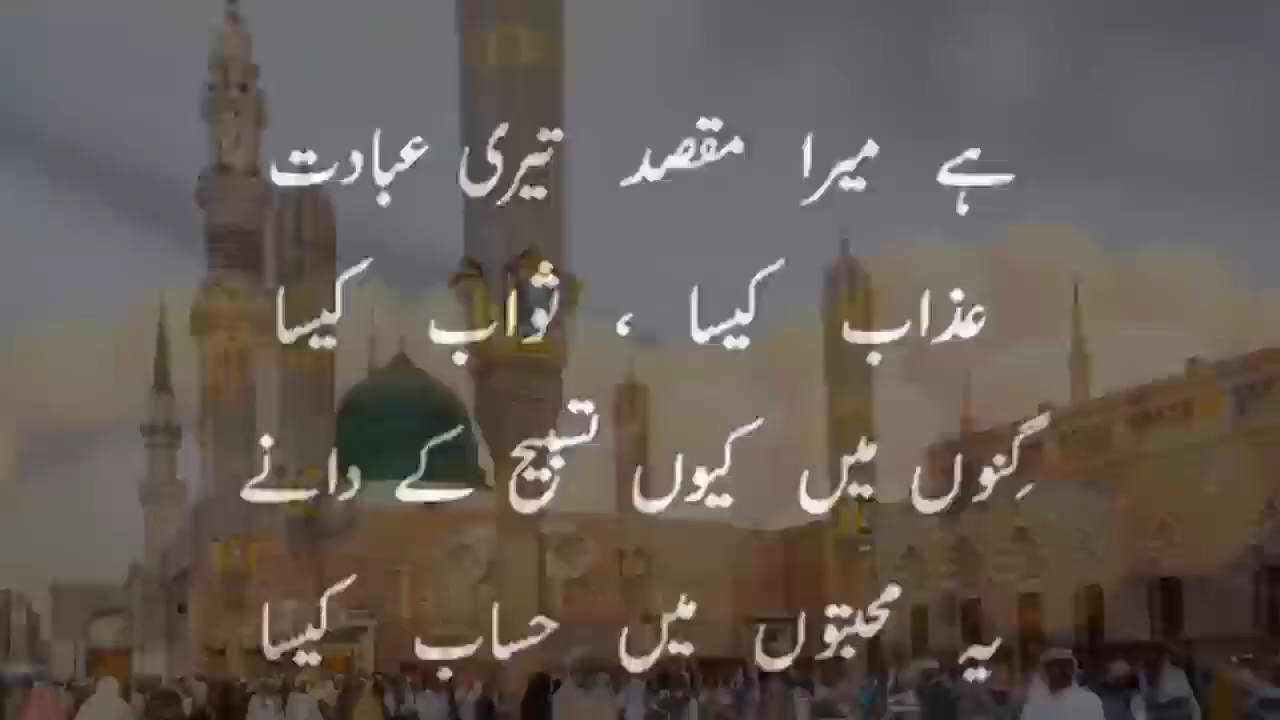 ہے میرا مقصد تیری عبادت
عذاب کیسا ، ثواب کیسا
گِنوں میں کیوں تسبیح کے دانے
یہ محبتوں میں حساب کیسا